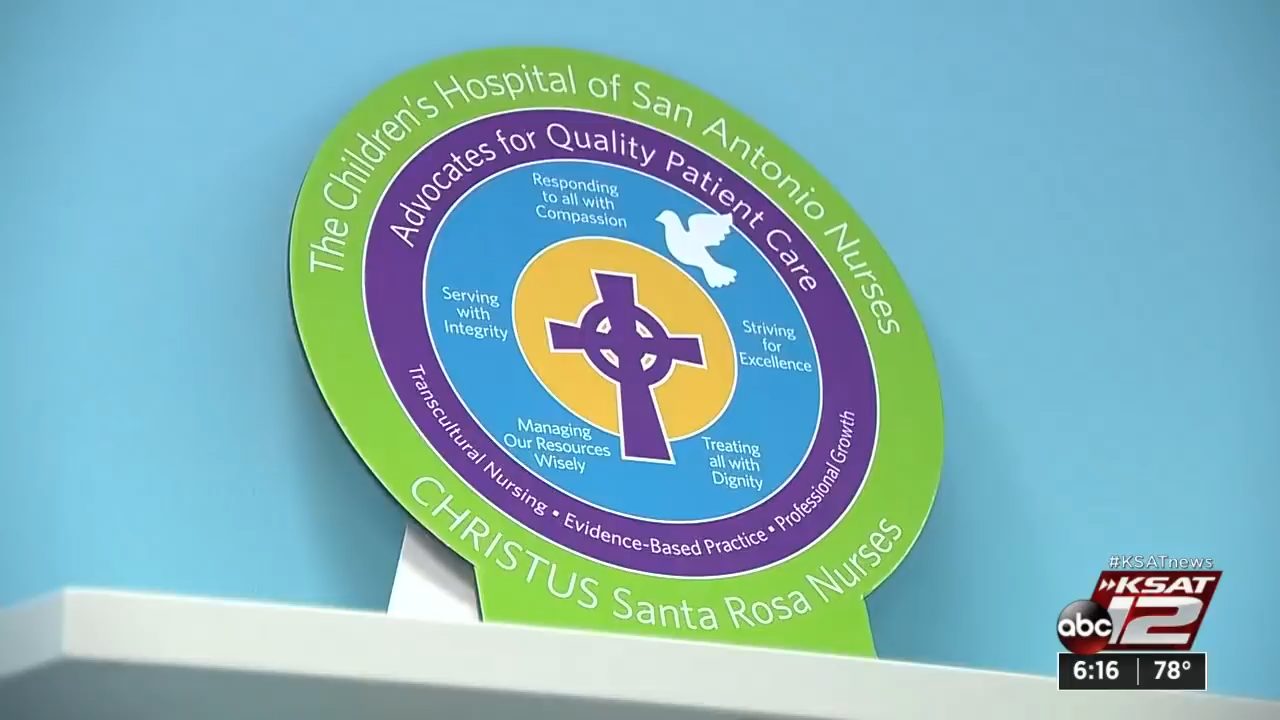 The Children's Hospital of San Antonio Nurses
Advocates for Quality Patient Care
Responding
to all with
Compassion
Serving
with
Integrity
Striving
for
Excellence
Managing
Our Resources
Wisely
Treating
all with
Dignity
Transcultural Nursing • Evidence-Based Practice • Professional Growth
CHRISTUS Santa Rosa Nurses
#KSATnews
KSAT
abc 12
6:16 78°